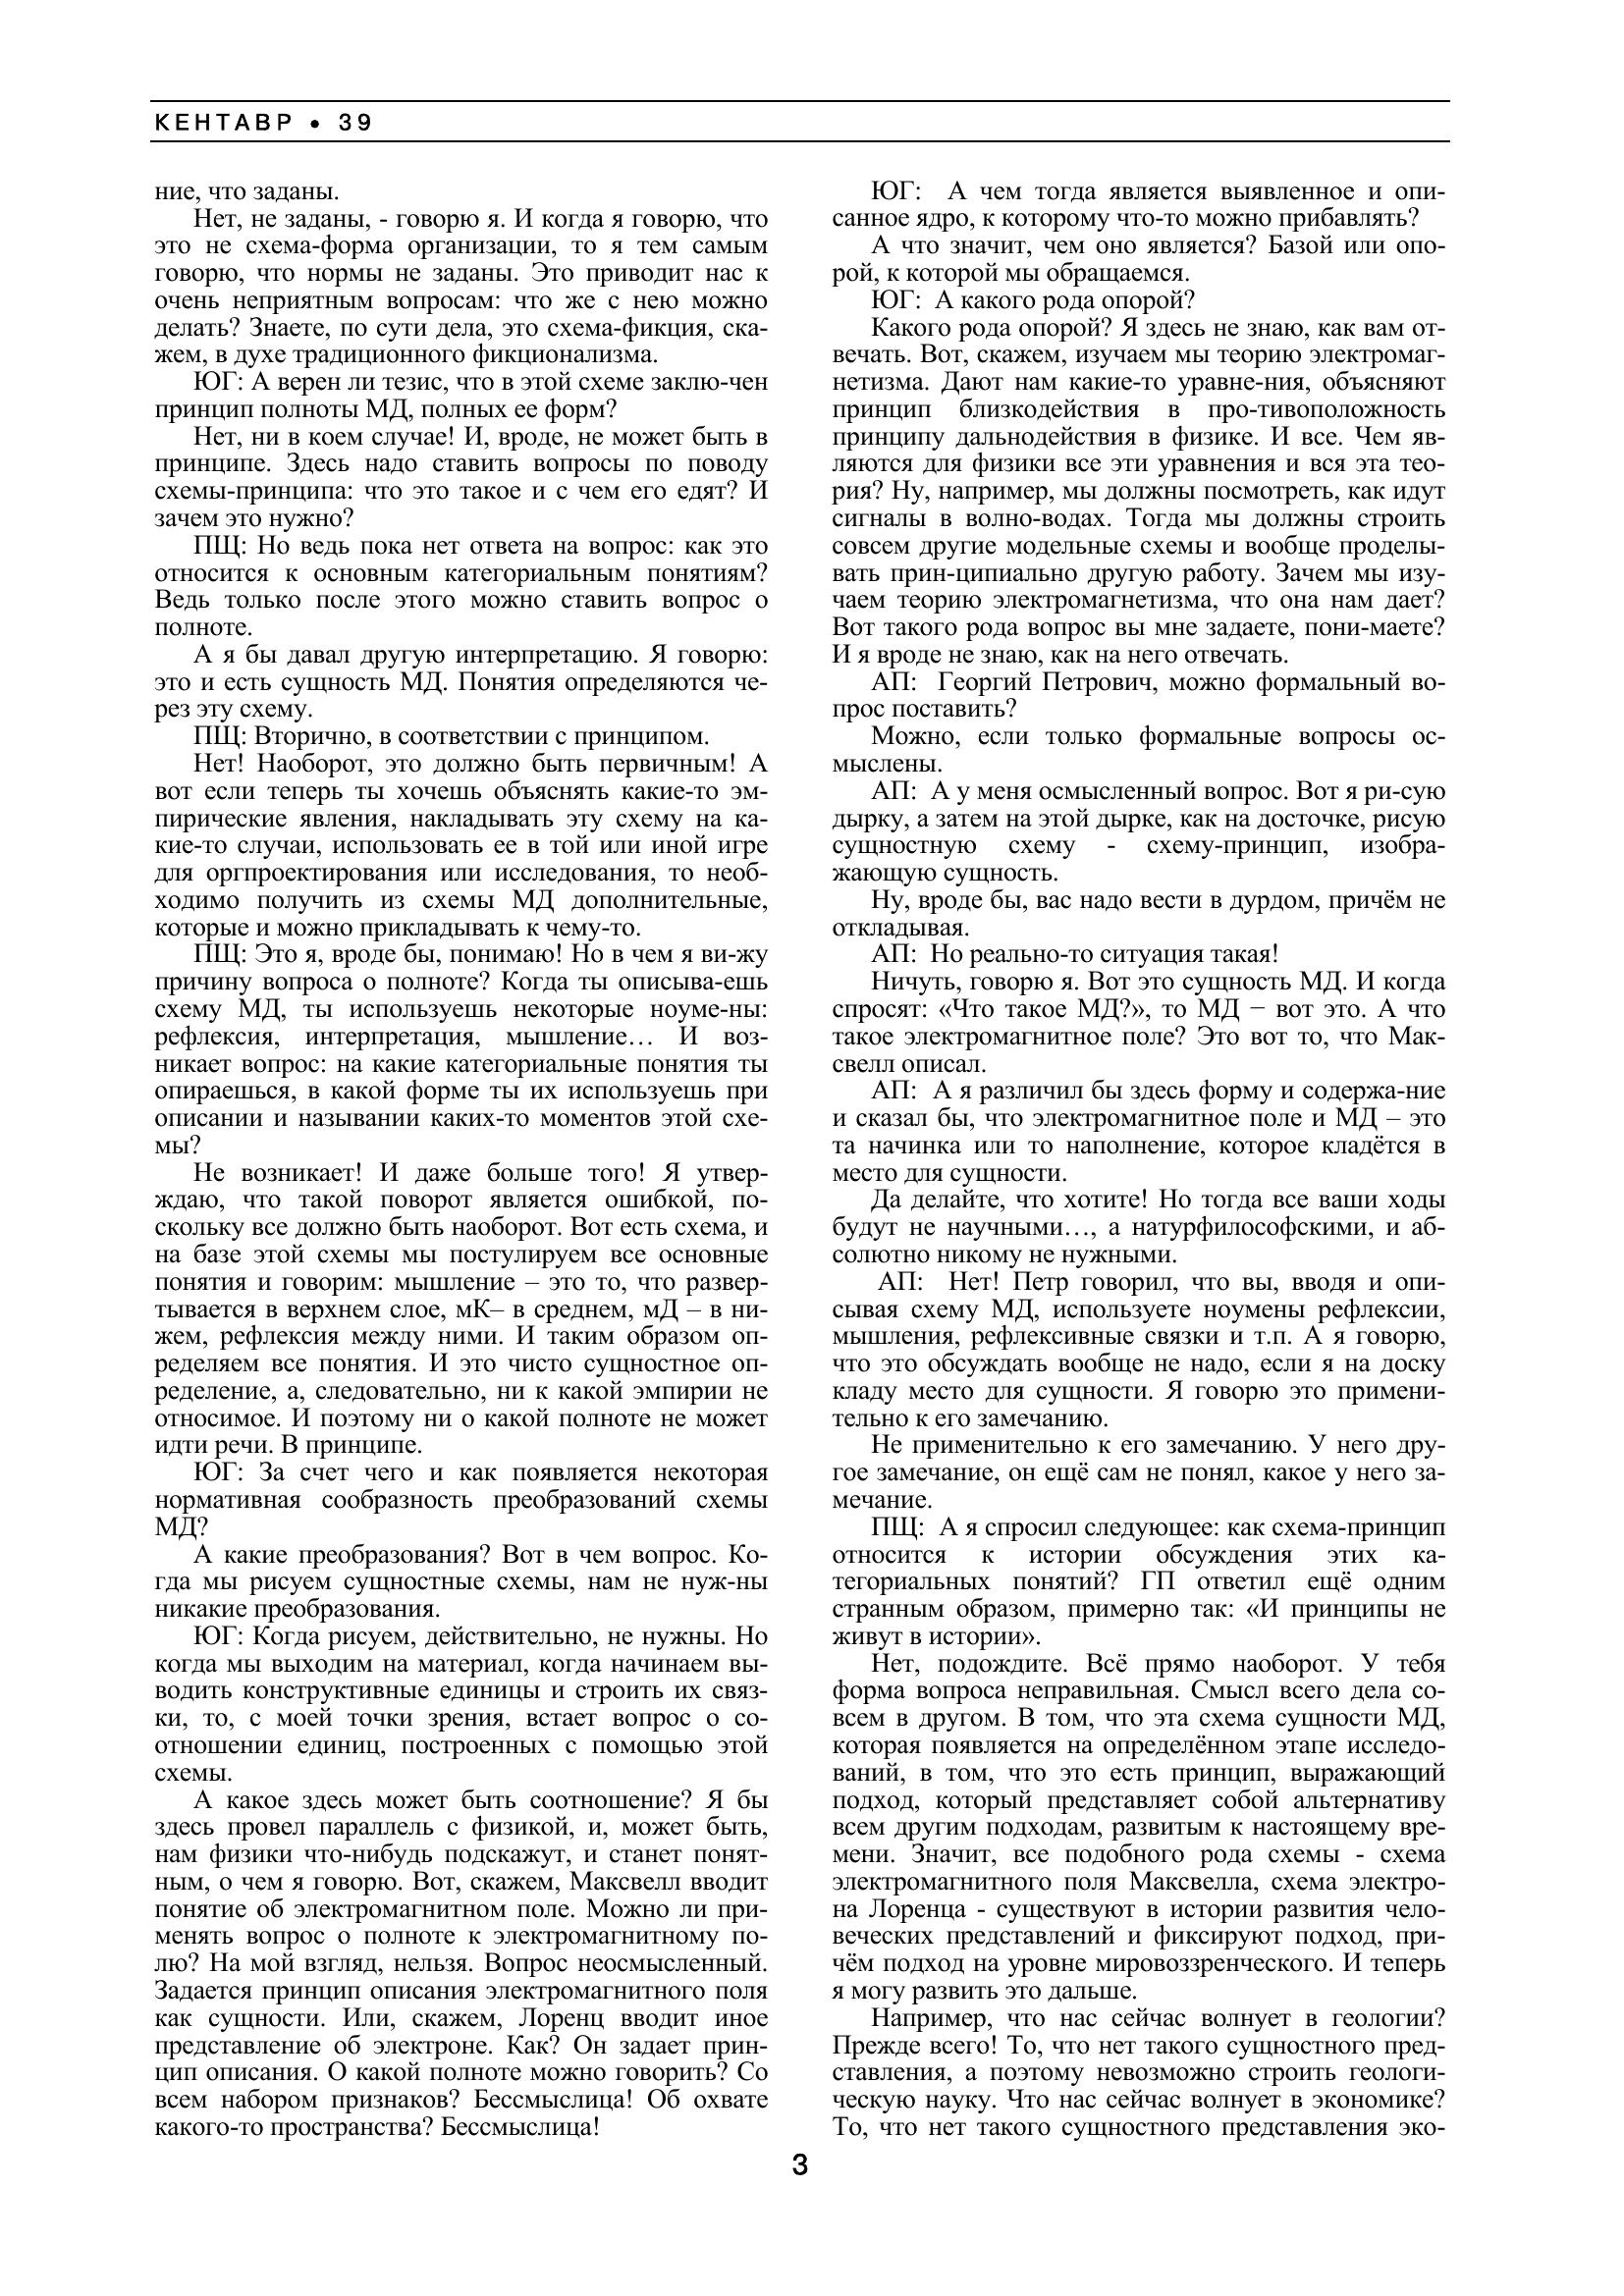 КЕНТАВР • 39
ние, что заданы.
Нет, не заданы, - говорю я. И когда я говорю, что
это не схема-форма организации, то я тем самым
говорю, что нормы не заданы. Это приводит нас к
очень неприятным вопросам: что же с нею можно
делать? Знаете, по сути дела, это схема-фикция, ска-
жем, в духе традиционного фикционализма.
ЮГ: А верен ли тезис, что в этой схеме заклю-чен
принцип полноты МД, полных ее форм?
Нет, ни в коем случае! И, вроде, не может быть в
принципе. Здесь надо ставить вопросы по поводу
схемы-принципа: что это такое и с чем его едят? И
зачем это нужно?
ПЩ: Но ведь пока нет ответа на вопрос: как это
относится к основным категориальным понятиям?
Ведь только после этого можно ставить вопрос о
полноте.
А я бы давал другую интерпретацию. Я говорю:
это и есть сущность МД. Понятия определяются че-
рез эту схему.
ПЩ: Вторично, в соответствии с принципом.
Нет! Наоборот, это должно быть первичным! А
вот если теперь ты хочешь объяснять какие-то эм-
пирические явления, накладывать эту схему на ка-
кие-то случаи, использовать ее в той или иной игре
для оргпроектирования или исследования, то необ-
ходимо получить из схемы МД дополнительные,
которые и можно прикладывать к чему-то.
ПЩ: Это я, вроде бы, понимаю! Но в чем я ви-жу
причину вопроса о полноте? Когда ты описыва-ешь
схему МД, ты используешь некоторые ноуме-ны:
рефлексия, интерпретация, мышление… И воз-
никает вопрос: на какие категориальные понятия ты
опираешься, в какой форме ты их используешь при
описании и назывании каких-то моментов этой схе-
мы?
Не возникает! И даже больше того! Я утвер-
ждаю, что такой поворот является ошибкой, по-
скольку все должно быть наоборот. Вот есть схема, и
на базе этой схемы мы постулируем все основные
понятия и говорим: мышление – это то, что развер-
тывается в верхнем слое, мК– в среднем, мД – в ни-
жем, рефлексия между ними. И таким образом оп-
ределяем все понятия. И это чисто сущностное оп-
ределение, а, следовательно, ни к какой эмпирии не
относимое. И поэтому ни о какой полноте не может
идти речи. В принципе.
ЮГ: За счет чего и как появляется некоторая
нормативная сообразность преобразований схемы
МД?
А какие преобразования? Вот в чем вопрос. Ко-
гда мы рисуем сущностные схемы, нам не нуж-ны
никакие преобразования.
ЮГ: Когда рисуем, действительно, не нужны. Но
когда мы выходим на материал, когда начинаем вы-
водить конструктивные единицы и строить их связ-
ки, то, с моей точки зрения, встает вопрос о со-
отношении единиц, построенных с помощью этой
схемы.
А какое здесь может быть соотношение? Я бы
здесь провел параллель с физикой, и, может быть,
нам физики что-нибудь подскажут, и станет понят-
ным, о чем я говорю. Вот, скажем, Максвелл вводит
понятие об электромагнитном поле. Можно ли при-
менять вопрос о полноте к электромагнитному по-
лю? На мой взгляд, нельзя. Вопрос неосмысленный.
Задается принцип описания электромагнитного поля
как сущности. Или, скажем, Лоренц вводит иное
представление об электроне. Как? Он задает прин-
цип описания. О какой полноте можно говорить? Со
всем набором признаков? Бессмыслица! Об охвате
какого-то пространства? Бессмыслица!
ЮГ: А чем тогда является выявленное и опи-
санное ядро, к которому что-то можно прибавлять?
А что значит, чем оно является? Базой или опо-
рой, к которой мы обращаемся.
ЮГ: А какого рода опорой?
Какого рода опорой? Я здесь не знаю, как вам от-
вечать. Вот, скажем, изучаем мы теорию электромаг-
нетизма. Дают нам какие-то уравне-ния, объясняют
принцип близкодействия в про-тивоположность
принципу дальнодействия в физике. И все. Чем яв-
ляются для физики все эти уравнения и вся эта тео-
рия? Ну, например, мы должны посмотреть, как идут
сигналы в волно-водах. Тогда мы должны строить
совсем другие модельные схемы и вообще проделы-
вать прин-ципиально другую работу. Зачем мы изу-
чаем теорию электромагнетизма, что она нам дает?
Вот такого рода вопрос вы мне задаете, пони-маете?
И я вроде не знаю, как на него отвечать.
АП: Георгий Петрович, можно формальный во-
прос поставить?
Можно, если только формальные вопросы ос-
мыслены.
АП: А у меня осмысленный вопрос. Вот я ри-сую
дырку, а затем на этой дырке, как на досточке, рисую
сущностную схему - схему-принцип, изобра-
жающую сущность.
Ну, вроде бы, вас надо вести в дурдом, причём не
откладывая.
АП: Но реально-то ситуация такая!
Ничуть, говорю я. Вот это сущность МД. И когда
спросят: «Что такое МД?», то МД − вот это. А что
такое электромагнитное поле? Это вот то, что Мак-
свелл описал.
АП: А я различил бы здесь форму и содержа-ние
и сказал бы, что электромагнитное поле и МД – это
та начинка или то наполнение, которое кладётся в
место для сущности.
Да делайте, что хотите! Но тогда все ваши ходы
будут не научными…, а натурфилософскими, и аб-
солютно никому не нужными.
АП: Нет! Петр говорил, что вы, вводя и опи-
сывая схему МД, используете ноумены рефлексии,
мышления, рефлексивные связки и т.п. А я говорю,
что это обсуждать вообще не надо, если я на доску
кладу место для сущности. Я говорю это примени-
тельно к его замечанию.
Не применительно к его замечанию. У него дру-
гое замечание, он ещё сам не понял, какое у него за-
мечание.
ПЩ: А я спросил следующее: как схема-принцип
относится к истории обсуждения этих ка-
тегориальных понятий? ГП ответил ещё одним
странным образом, примерно так: «И принципы не
живут в истории».
Нет, подождите. Всё прямо наоборот. У тебя
форма вопроса неправильная. Смысл всего дела со-
всем в другом. В том, что эта схема сущности МД,
которая появляется на определённом этапе исследо-
ваний, в том, что это есть принцип, выражающий
подход, который представляет собой альтернативу
всем другим подходам, развитым к настоящему вре-
мени. Значит, все подобного рода схемы - схема
электромагнитного поля Максвелла, схема электро-
на Лоренца - существуют в истории развития чело-
веческих представлений и фиксируют подход, при-
чём подход на уровне мировоззренческого. И теперь
я могу развить это дальше.
Например, что нас сейчас волнует в геологии?
Прежде всего! То, что нет такого сущностного пред-
ставления, а поэтому невозможно строить геологи-
ческую науку. Что нас сейчас волнует в экономике?
То, что нет такого сущностного представления эко-
3